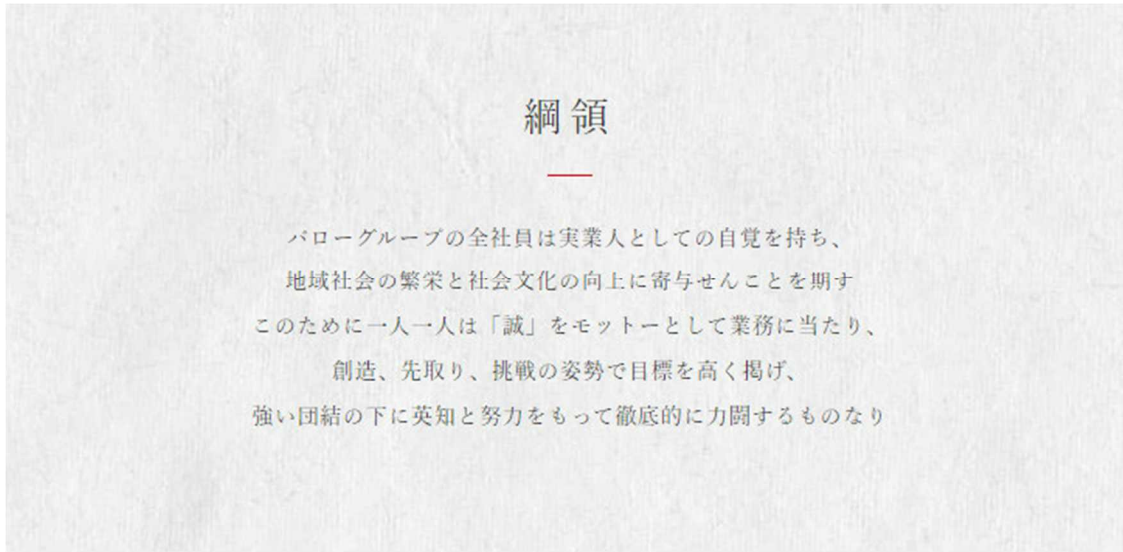 綱領
バローグループの全社員は実業人としての自覚を持ち、
地域社会の繁栄と社会文化の向上に寄与せんことを期す
このために一人一人は「誠」をモットーとして業務に当たり、
創造、先取り、挑戦の姿勢で目標を高く掲げ、
強い団結の下に英知と努力をもって徹底的に力闘するものなり